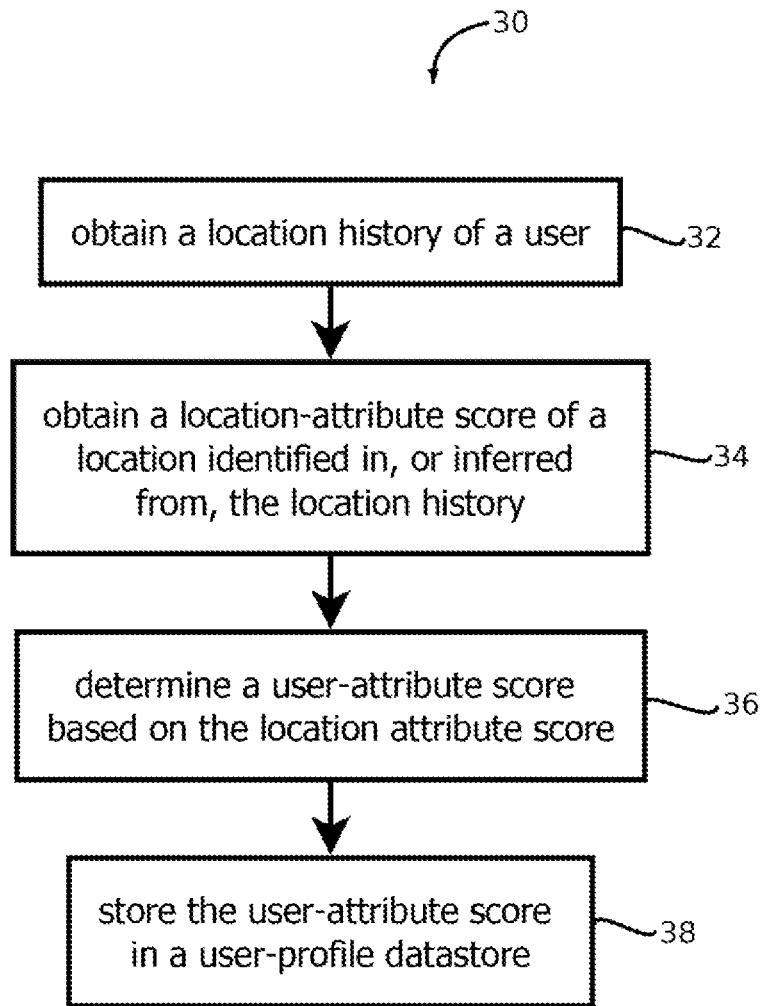 30
obtain a location history of a user
32
obtain a location-attribute score of a
location identified in, or inferred
from, the location history
34
determine a user-attribute score
based on the location attribute score
36
store the user-attribute score
in a user-profile datastore
38